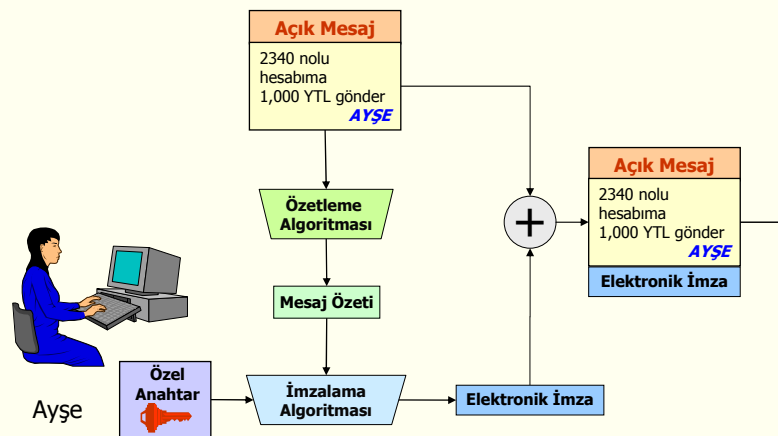 Açık Mesaj
2340 nolu
hesabıma
1,000 YTL gönder
AYŞE
Özetleme
Algoritması
Mesaj Özeti
Özel
Anahtar
İmzalama
Algoritması
Elektronik İmza
Ayşe
+
Açık Mesaj
2340 nolu
hesabıma
1,000 YTL gönder
AYŞE
Elektronik İmza